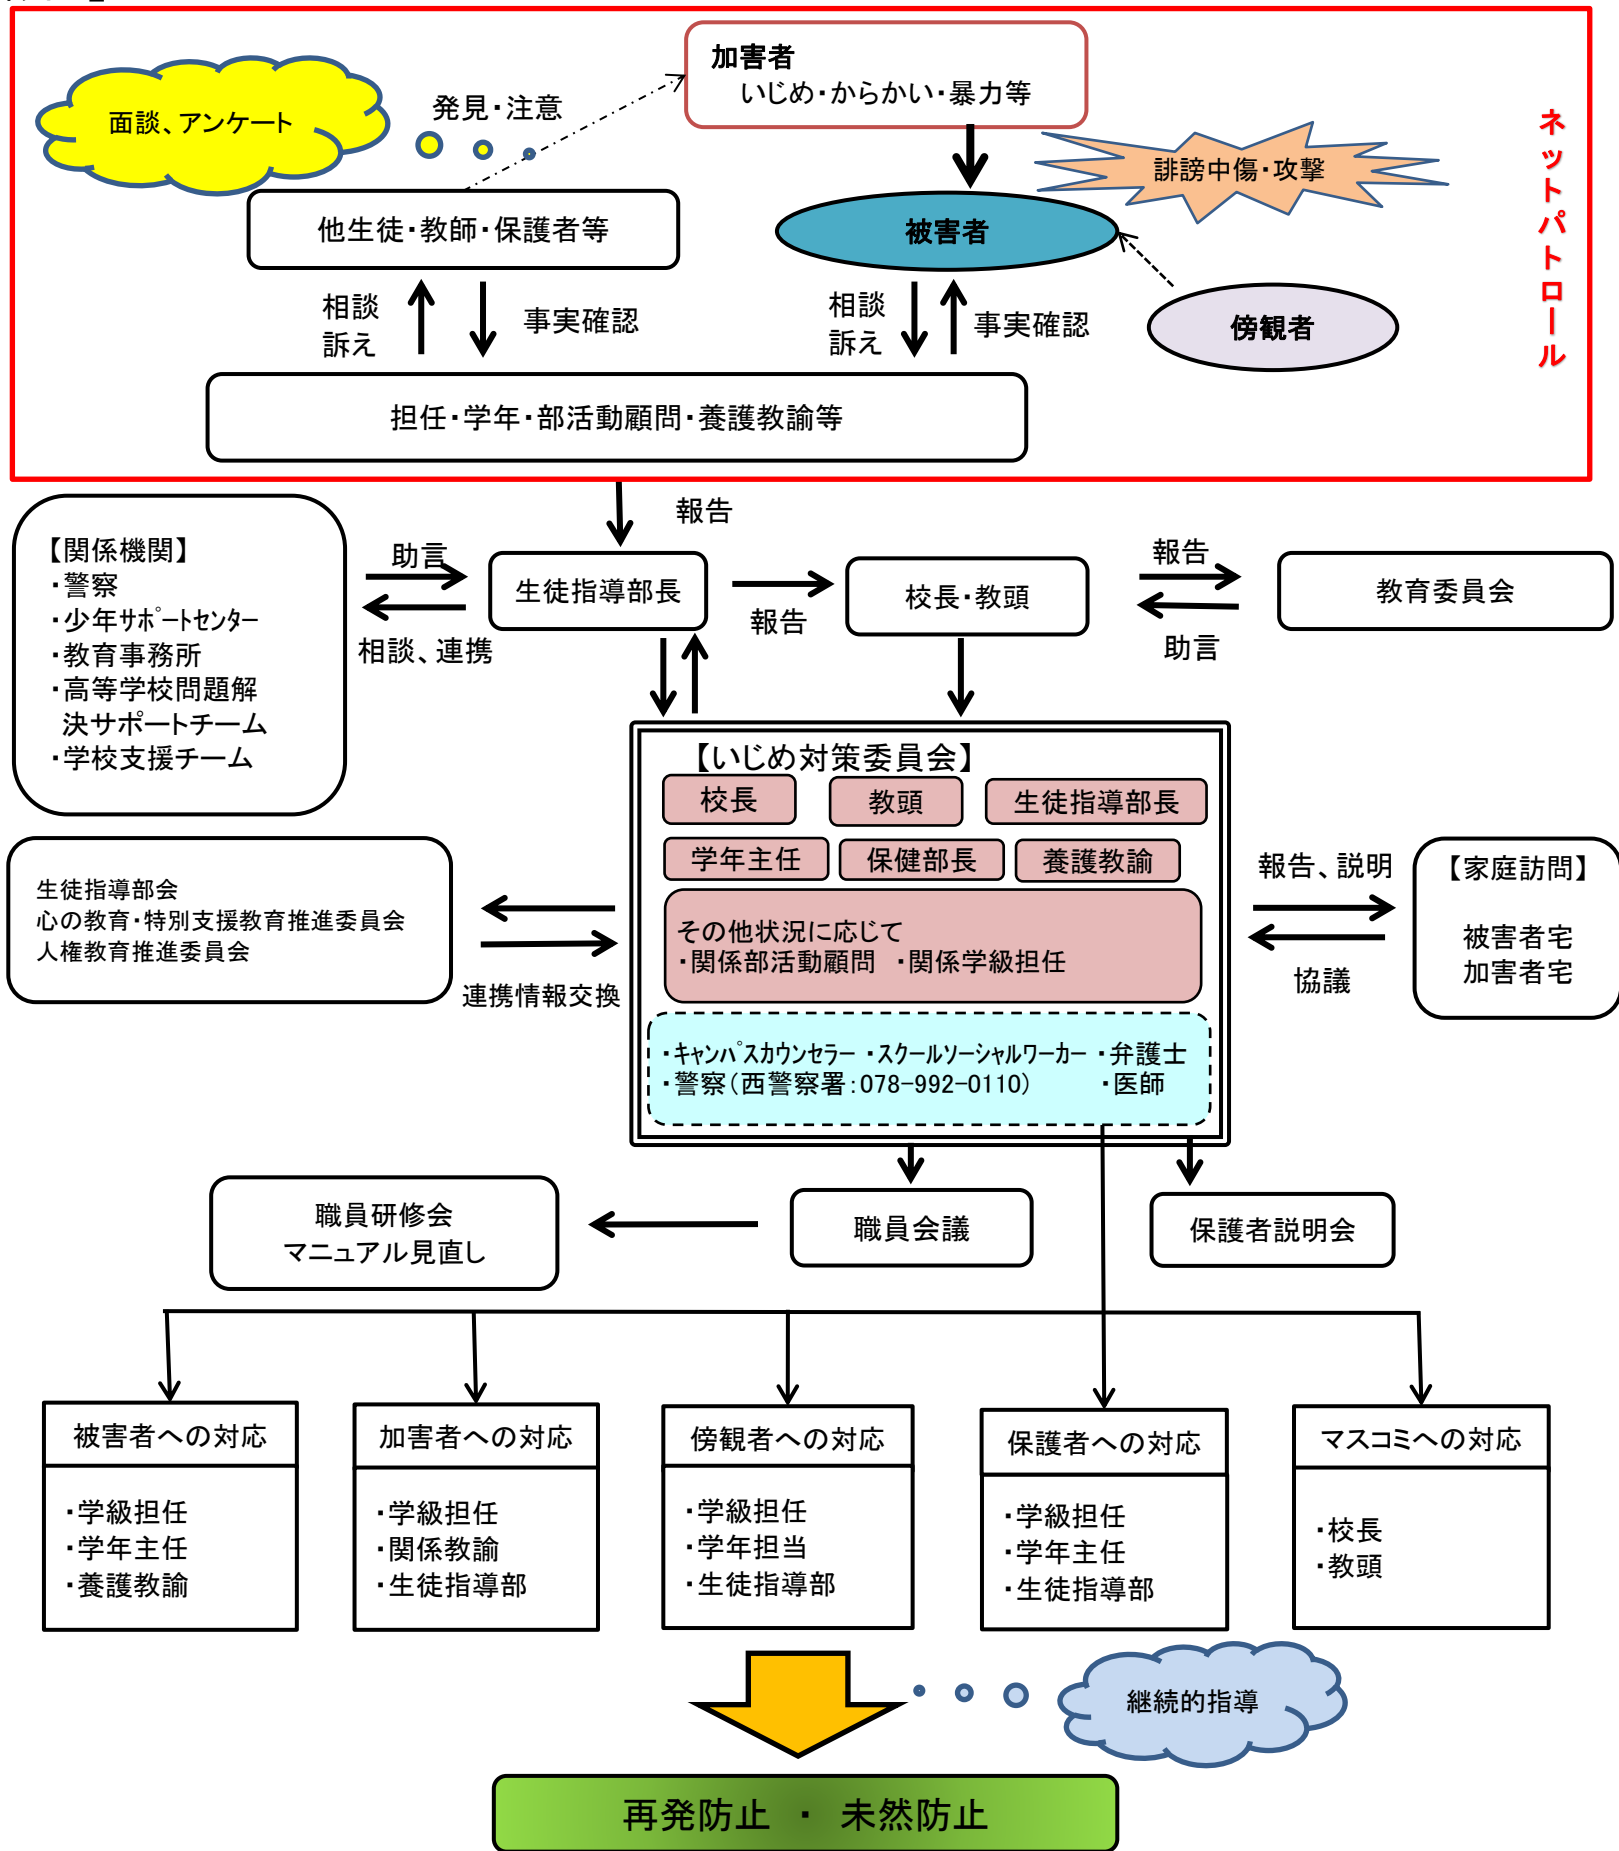 加害者
いじめ・からかい・暴力等
面談、アンケート
発見・注意
誹謗中傷・攻撃
ネットパトロール
他生徒・教師・保護者等
被害者
傍観者
相談
訴え
事実確認
相談
訴え
事実確認
担任・学年・部活動顧問・養護教諭等
報告
【関係機関】
・警察
・少年サポートセンター
・教育事務所
・高等学校問題解
決サポートチーム
・学校支援チーム
助言
相談、連携
生徒指導部長
報告
校長・教頭
報告
助言
教育委員会
【いじめ対策委員会】
校長
教頭
生徒指導部長
学年主任
保健部長
養護教諭
その他状況に応じて
・関係部活動顧問 ・関係学級担任
・キャンパスカウンセラー ・スクールソーシャルワーカー ・弁護士
・警察（西警察署：078-992-0110） ・医師
生徒指導部会
心の教育・特別支援教育推進委員会
人権教育推進委員会
連携情報交換
報告、説明
協議
【家庭訪問】
被害者宅
加害者宅
職員研修会
マニュアル見直し
職員会議
保護者説明会
被害者への対応
・学級担任
・学年主任
・養護教諭
加害者への対応
・学級担任
・関係教諭
・生徒指導部
傍観者への対応
・学級担任
・学年担当
・生徒指導部
保護者への対応
・学級担任
・学年主任
・生徒指導部
マスコミへの対応
・校長
・教頭
継続的指導
再発防止 ・ 未然防止